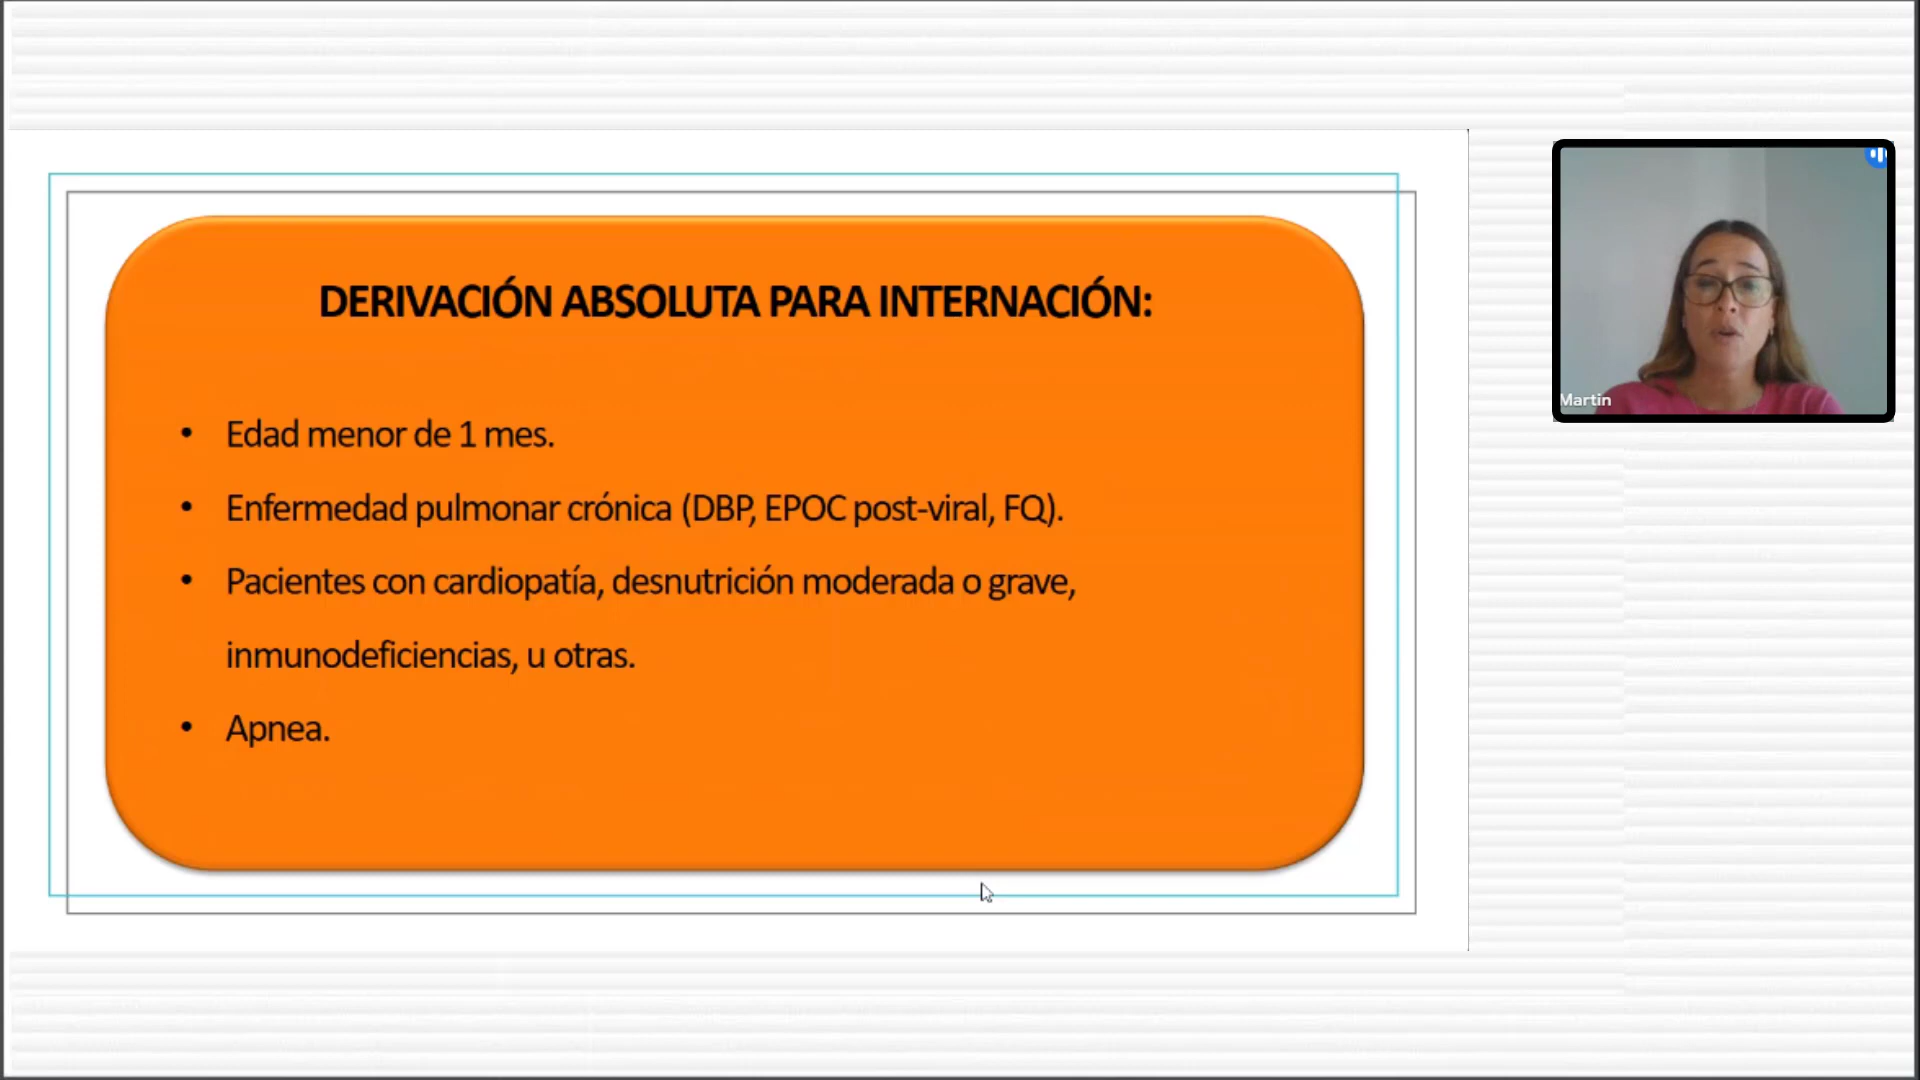 DERIVACIÓN ABSOLUTA PARA INTERNACIÓN:
• Edad menor de 1 mes.
• Enfermedad pulmonar crónica (DBP, EPOC post-viral, FQ).
• Pacientes con cardiopatía, desnutrición moderada o grave,
inmunodeficiencias, u otras.
• Apnea.
Martin